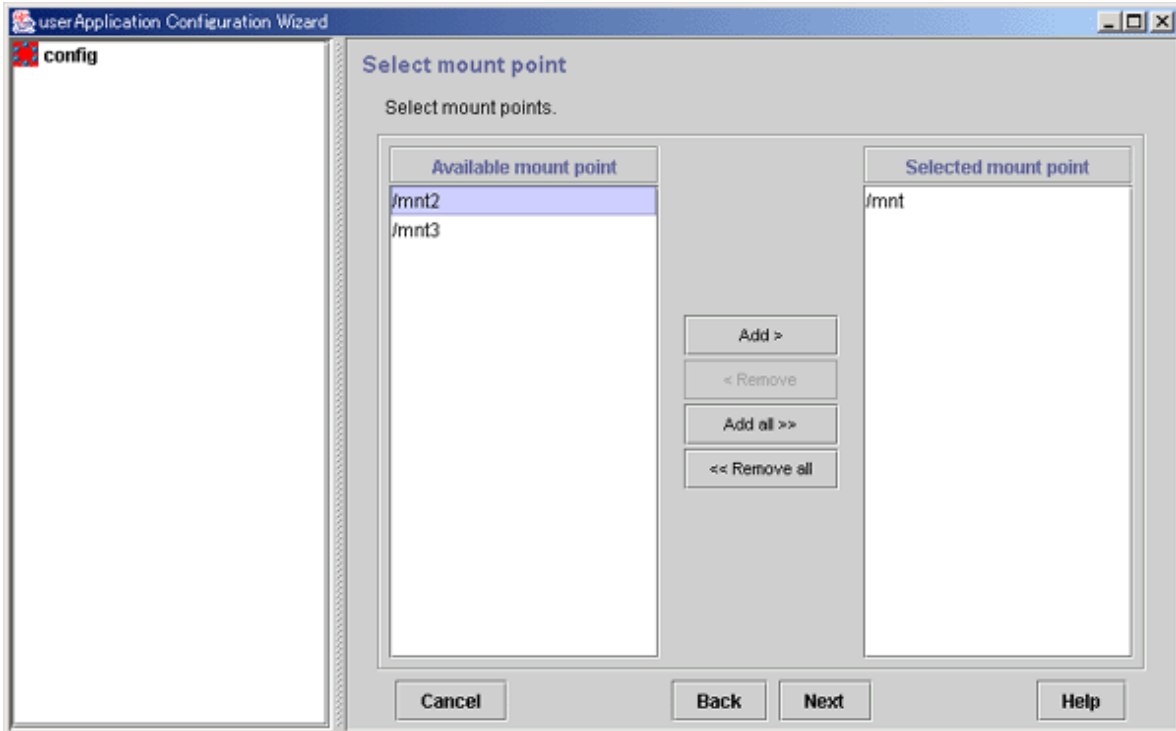 userApplication Configuration Wizard
config
Select mount point
Select mount points.
Available mount point
/mnt2
/mnt3
Add >
< Remove
Add all >>
<< Remove all
Selected mount point
/mnt
Cancel
Back
Next
Help